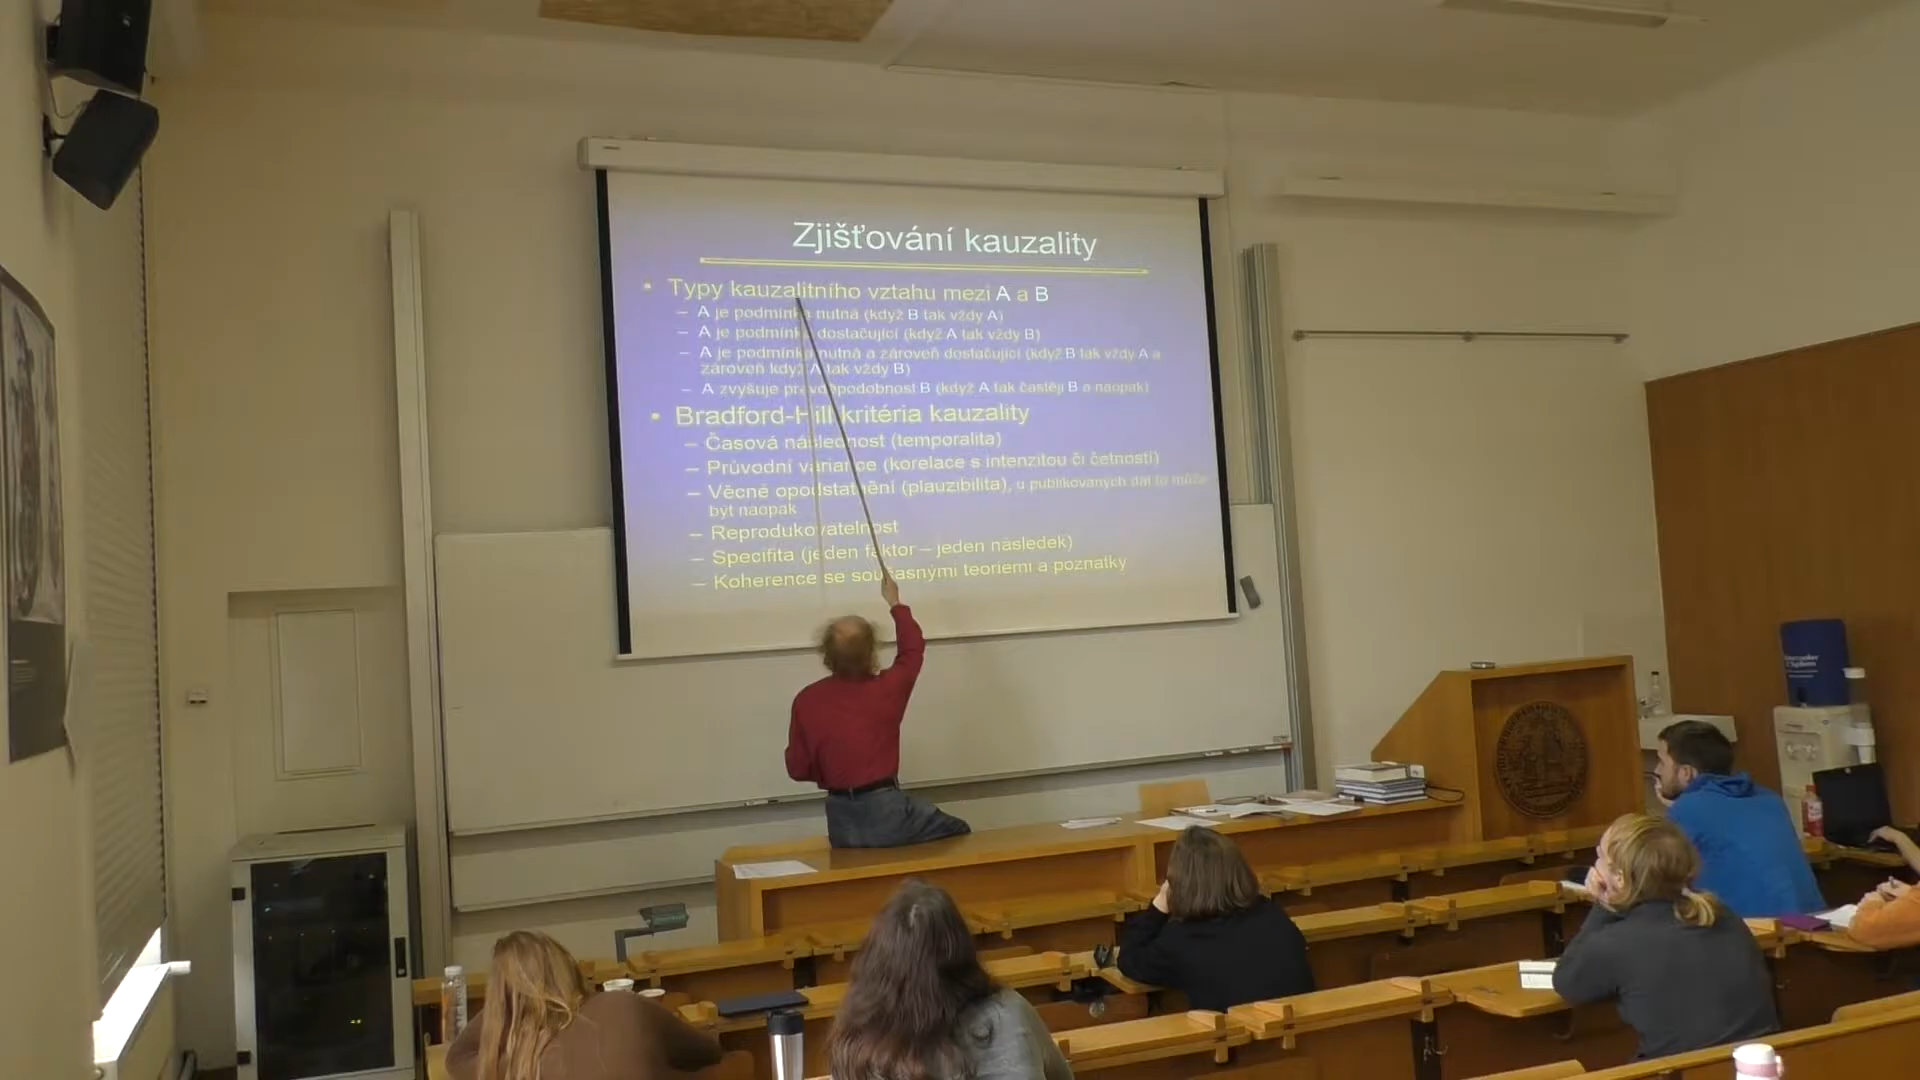 Zjišťování kauzality
• Typy kauzalitního vztahu mezi A a B
– A je podmínka nutná (když B tak vždy A)
– A je podmínka dostačující (když A tak vždy B)
– A je podmínka nutná a zároveň dostačující (když B tak vždy A a
zároveň když A tak vždy B)
– A zvyšuje pravdopodobnost B (když A tak častěji B a naopak)
• Bradford-Hill kritéria kauzality
– Časová následnost (temporalita)
– Průvodní variance (korelace s intenzitou či četností)
– Věcné opodstatnění (plauzibilita), u publikovaných dat to může
být naopak
– Reprodukovatelnost
– Specifita (jeden faktor – jeden následek)
– Koherence se současnými teoriemi a poznatky